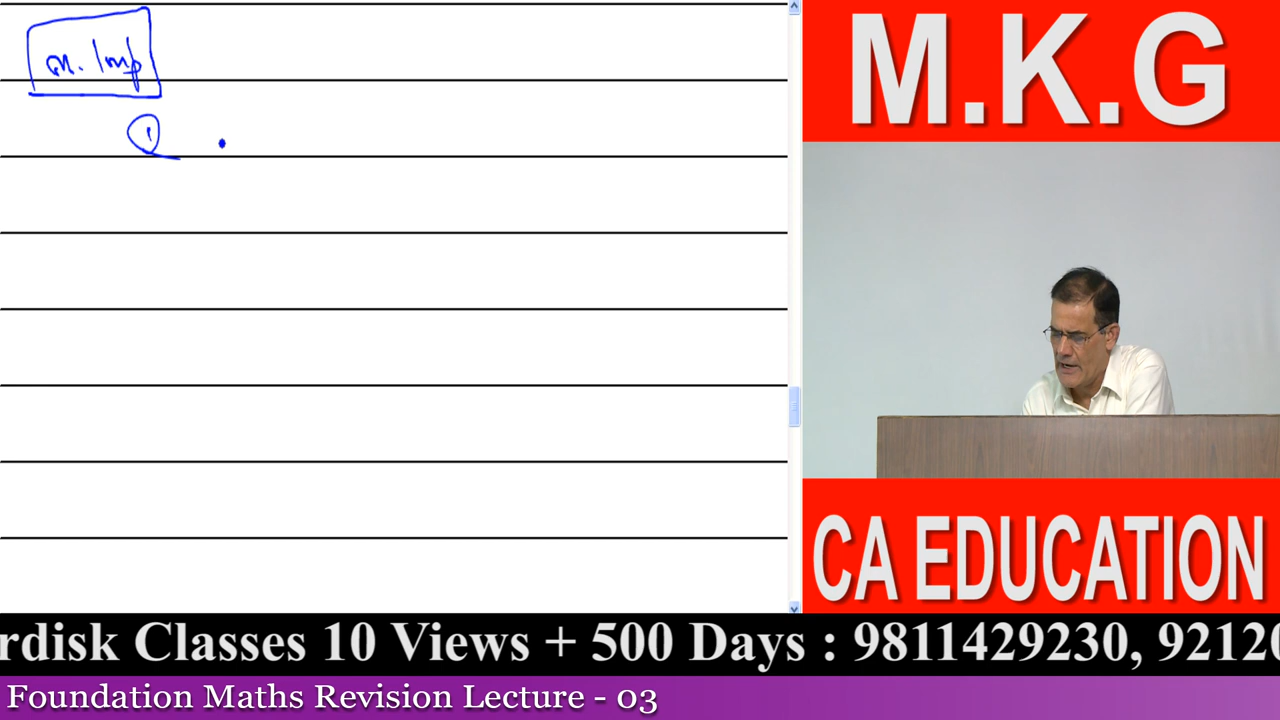 Imp
1
M.K.G
CA EDUCATION
rdisk Classes 10 Views + 500 Days : 9811429230, 92120
Foundation Maths Revision Lecture - 03